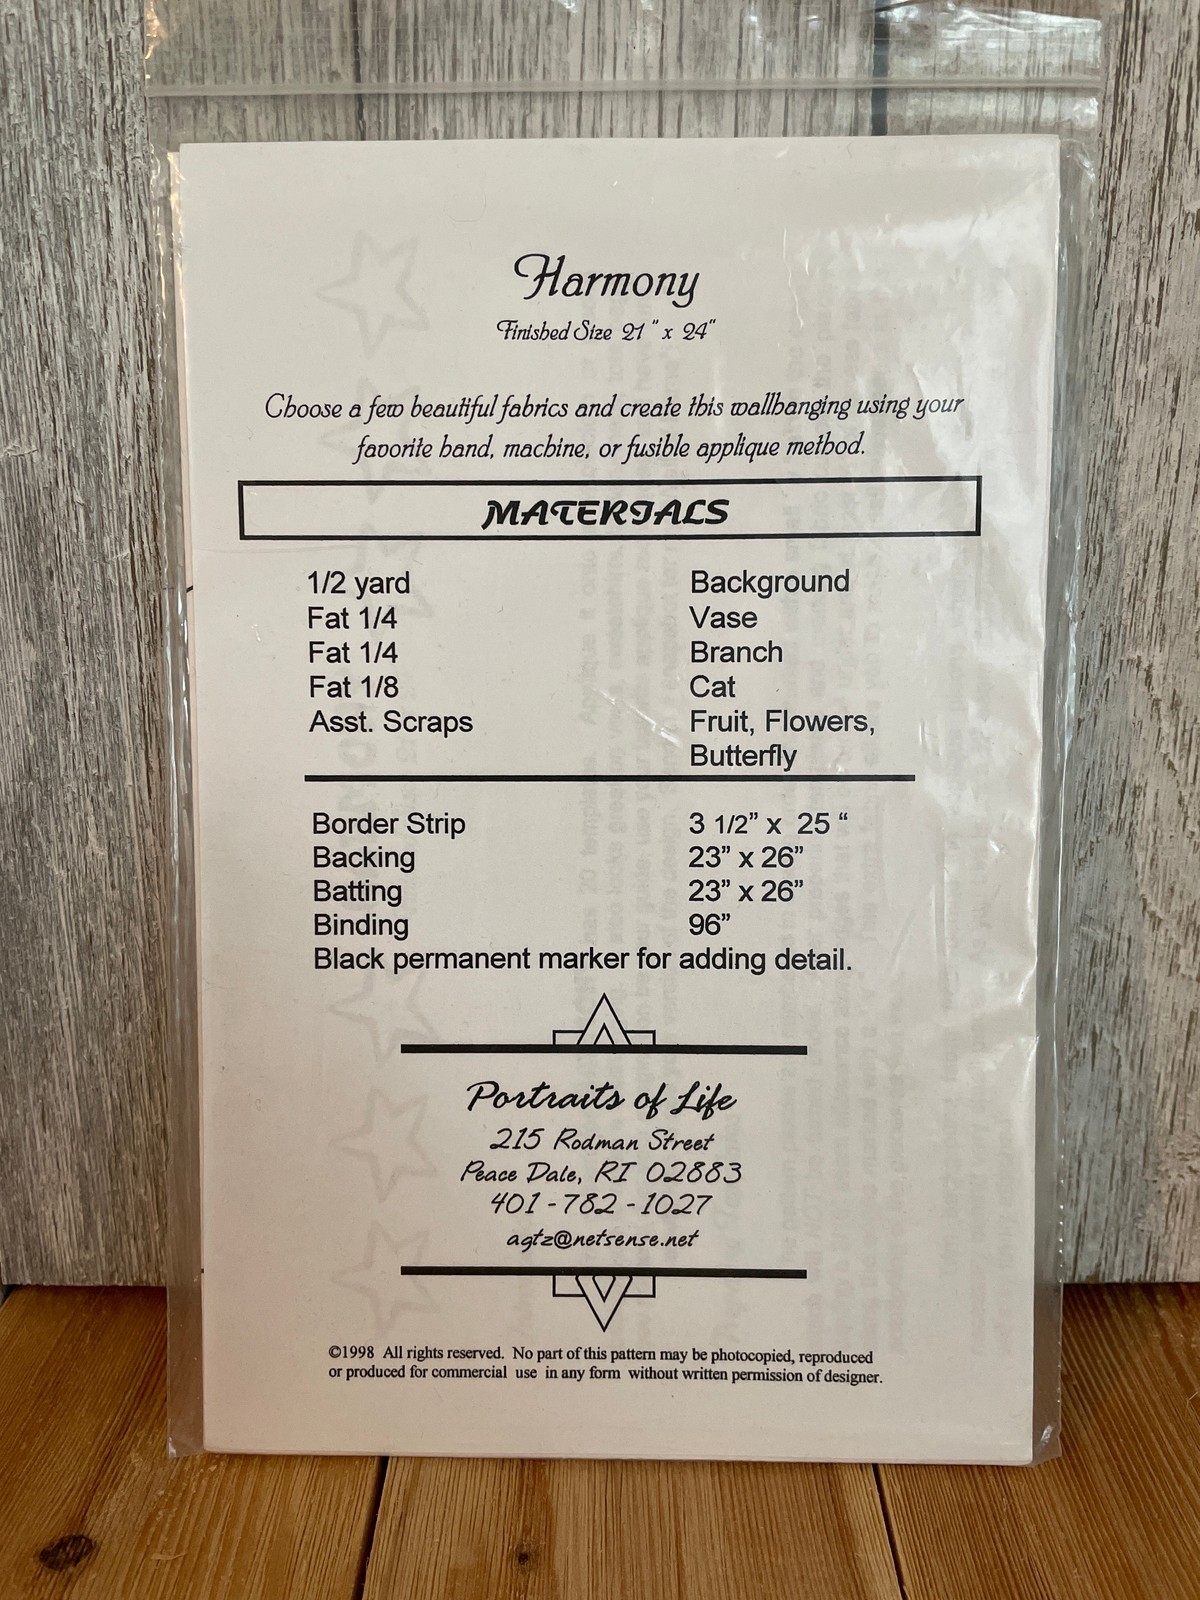 Harmony
Finished Size 21" x 24"
Choose a few beautiful fabrics and create this wallhanging using your
favorite hand, machine, or fusible applique method.
MATERIALS
1/2 yard Background
Fat 1/4 Vase
Fat 1/4 Branch
Fat 1/8 Cat
Asst. Scraps Fruit, Flowers,
Butterfly
Border Strip 3 1/2” x 25 “
Backing 23” x 26”
Batting 23” x 26”
Binding 96”
Black permanent marker for adding detail.
Portraits of Life
215 Rodman Street
Peace Dale, RI 02883
401-782-1027
agtz@netsense.net
©1998 All rights reserved. No part of this pattern may be photocopied, reproduced
or produced for commercial use in any form without written permission of designer.